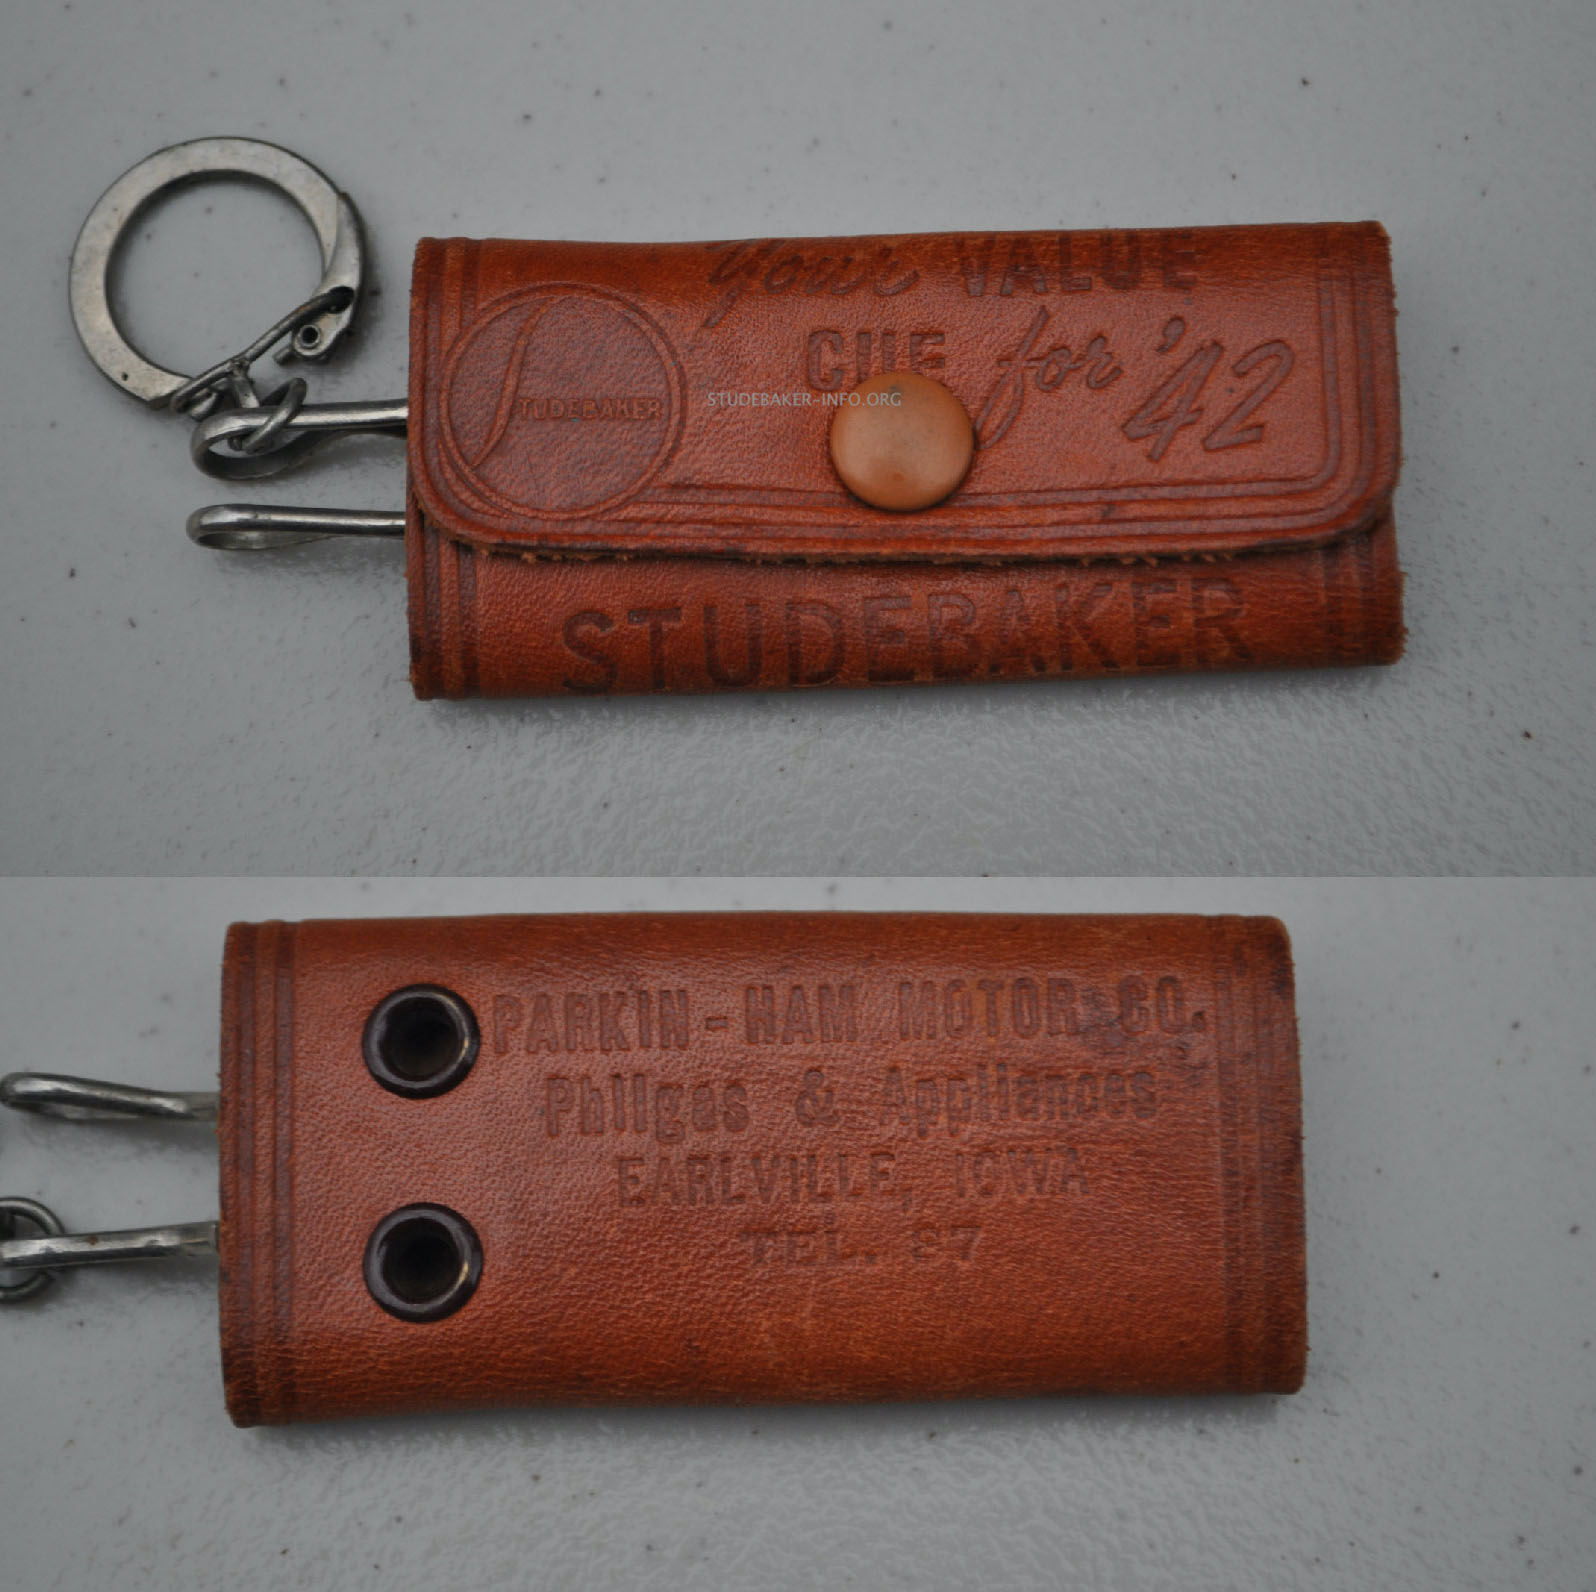 Your VALUE
CUE for '42
STUDEBAKER
STUDEBAKER-INFO.ORG
STUDEBAKER
PARKIN-HAM MOTOR CO.
Philgas & Appliances
EARLVILLE, IOWA
TEL. 87